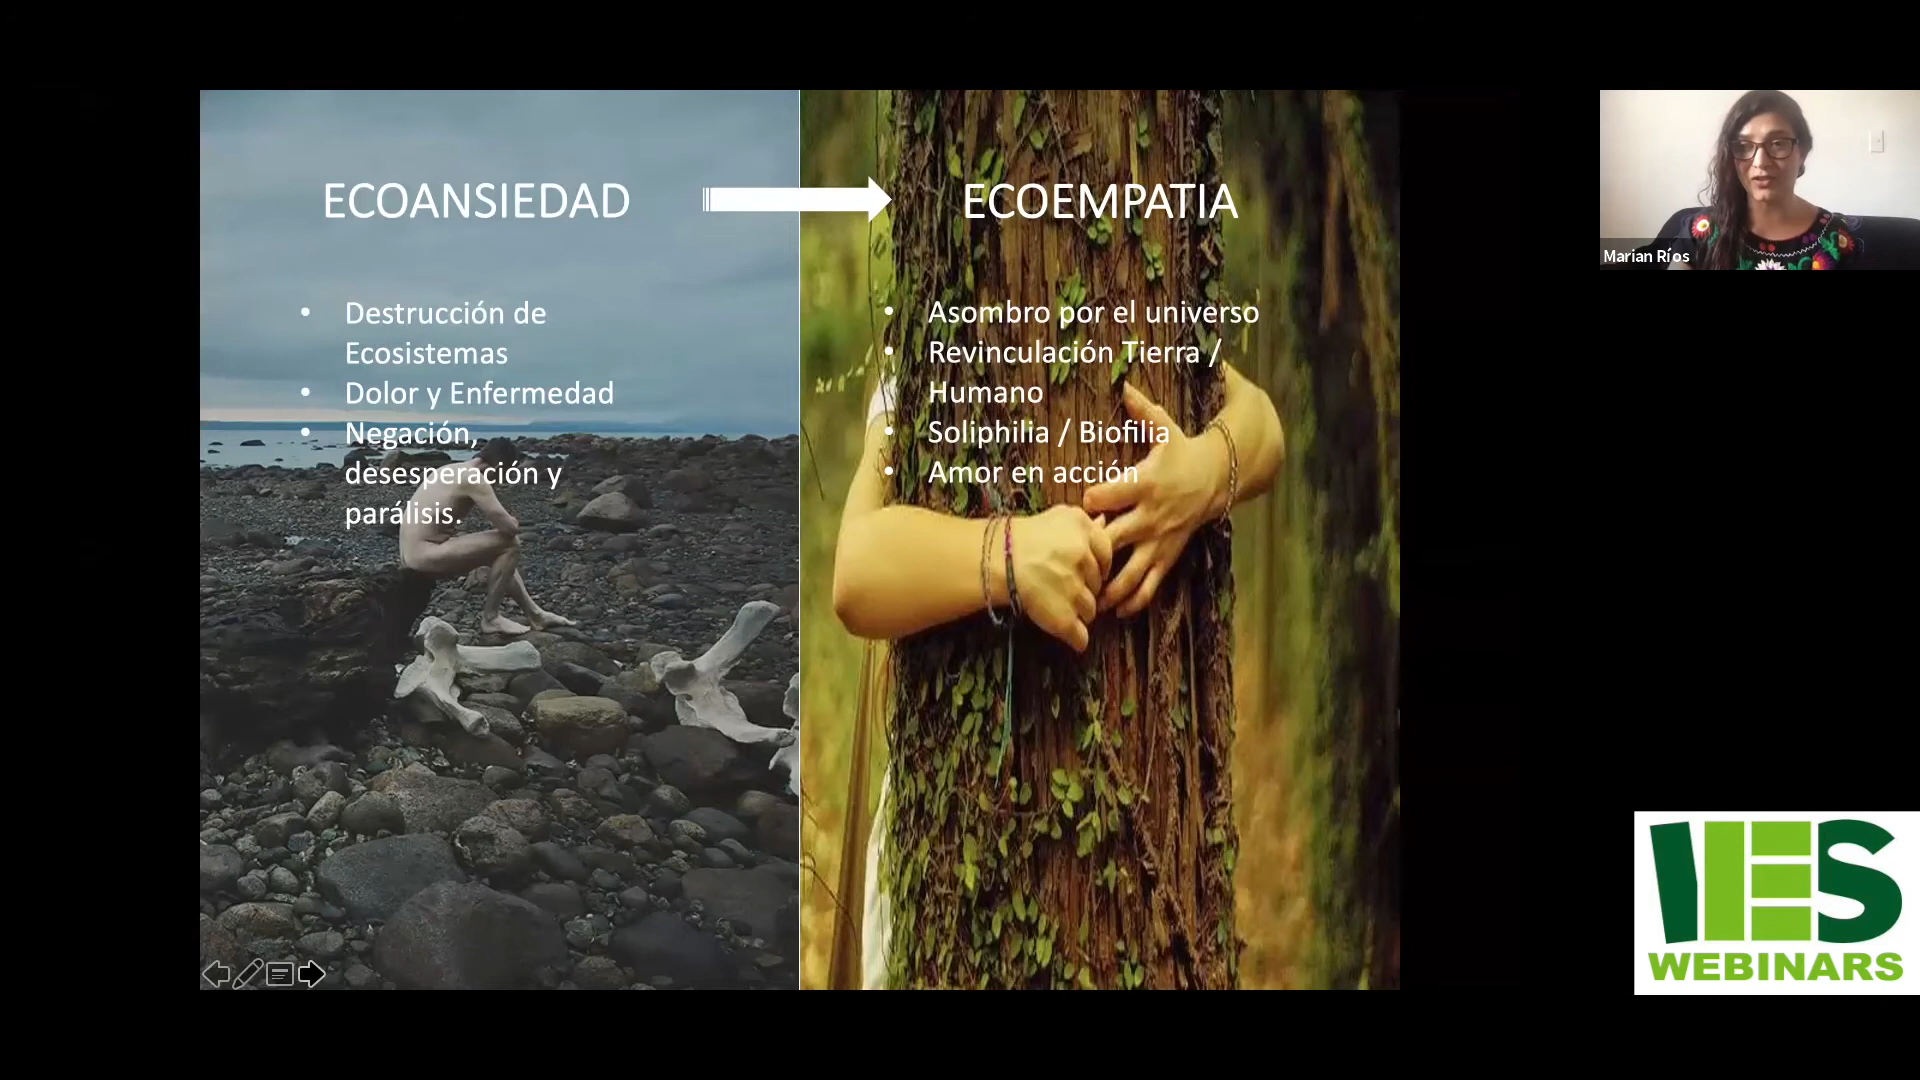 ECOANSIEDAD
• Destrucción de
Ecosistemas
• Dolor y Enfermedad
• Negación,
desesperación y
parálisis.
ECOEMPATIA
• Asombro por el universo
• Revinculación Tierra /
Humano
• Soliphilia / Biofilia
• Amor en acción
Marian Ríos
IES
WEBINARS